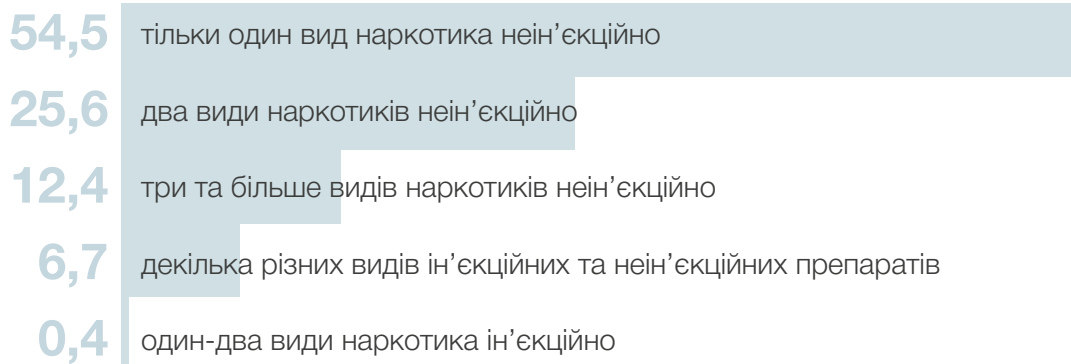 54,5 тільки один вид наркотика неін’єкційно
25,6 два види наркотиків неін’єкційно
12,4 три та більше видів наркотиків неін’єкційно
6,7 декілька різних видів ін’єкційних та неін’єкційних препаратів
0,4 один-два види наркотика ін’єкційно